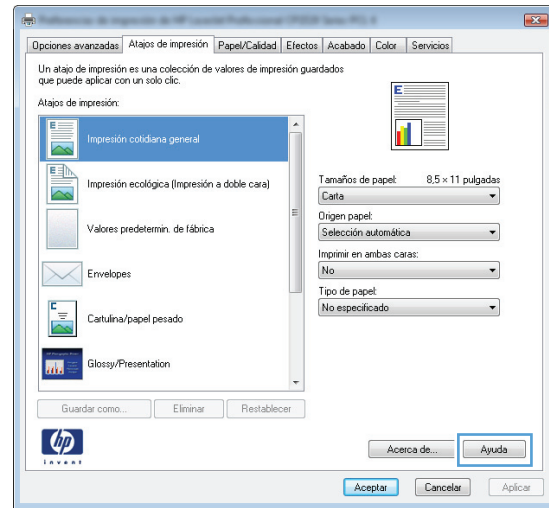 Opciones avanzadas Atajos de impresión Papel/Calidad Efectos Acabado Color Servicios
Un atajo de impresión es una colección de valores de impresión guardados
que puede aplicar con un solo clic.
Atajos de impresión:
Impresión cotidiana general
Impresión ecológica (Impresión a doble cara)
Valores predetermin. de fábrica
Envelopes
Cartulina/papel pesado
Glossy/Presentation
Tamaños de papel: 8,5 × 11 pulgadas
Carta
Origen papel:
Selección automática
Imprimir en ambas caras:
No
Tipo de papel:
No especificado
Guardar como... Eliminar Restablecer
hp
invent
Acerca de... Ayuda
Aceptar Cancelar Aplicar